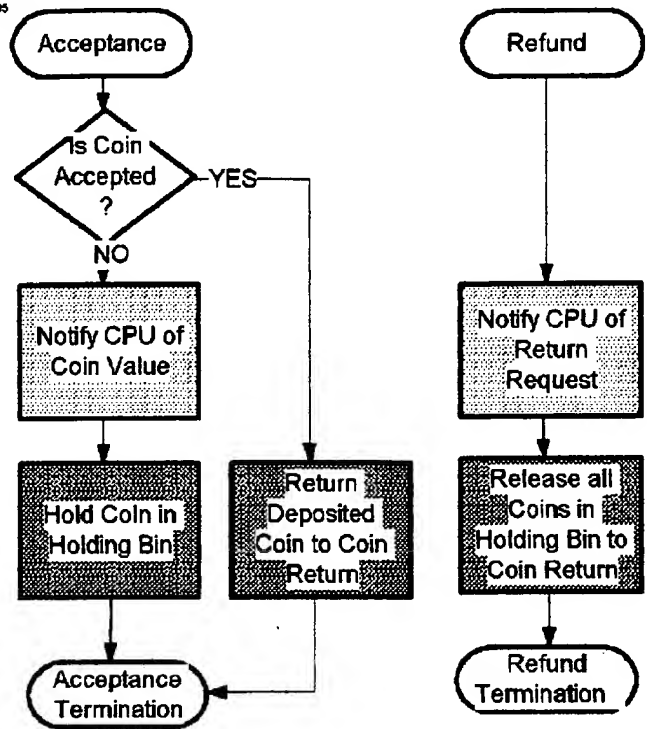 Acceptance
Is Coin
Accepted
?
YES
NO
Notify CPU of
Coin Value
Hold Coin in
Holding Bin
Return
Deposited
Coin to Coin
Return
Acceptance
Termination
Refund
Notify CPU of
Return
Request
Release all
Coins in
Holding Bin to
Coin Return
Refund
Termination